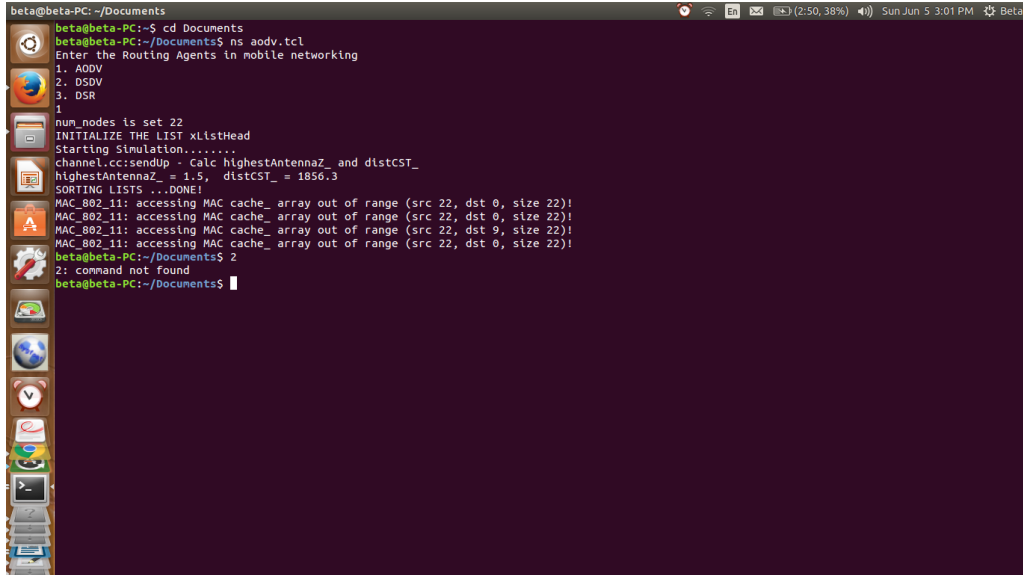 beta@beta-PC: ~/Documents
En (2:50, 38%) Sun Jun 5 3:01 PM Beta
beta@beta-PC:~$ cd Documents
beta@beta-PC:~/Documents$ ns aodv.tcl
Enter the Routing Agents in mobile networking
1. AODV
2. DSDV
3. DSR
1
num_nodes is set 22
INITIALIZE THE LIST xListHead
Starting Simulation........
channel.cc:sendUp - Calc highestAntennaZ_ and distCST_
highestAntennaZ_ = 1.5,  distCST_ = 1856.3
SORTING LISTS ...DONE!
MAC_802_11: accessing MAC cache_ array out of range (src 22, dst 0, size 22)!
MAC_802_11: accessing MAC cache_ array out of range (src 22, dst 0, size 22)!
MAC_802_11: accessing MAC cache_ array out of range (src 22, dst 9, size 22)!
MAC_802_11: accessing MAC cache_ array out of range (src 22, dst 0, size 22)!
beta@beta-PC:~/Documents$ 2
2: command not found
beta@beta-PC:~/Documents$